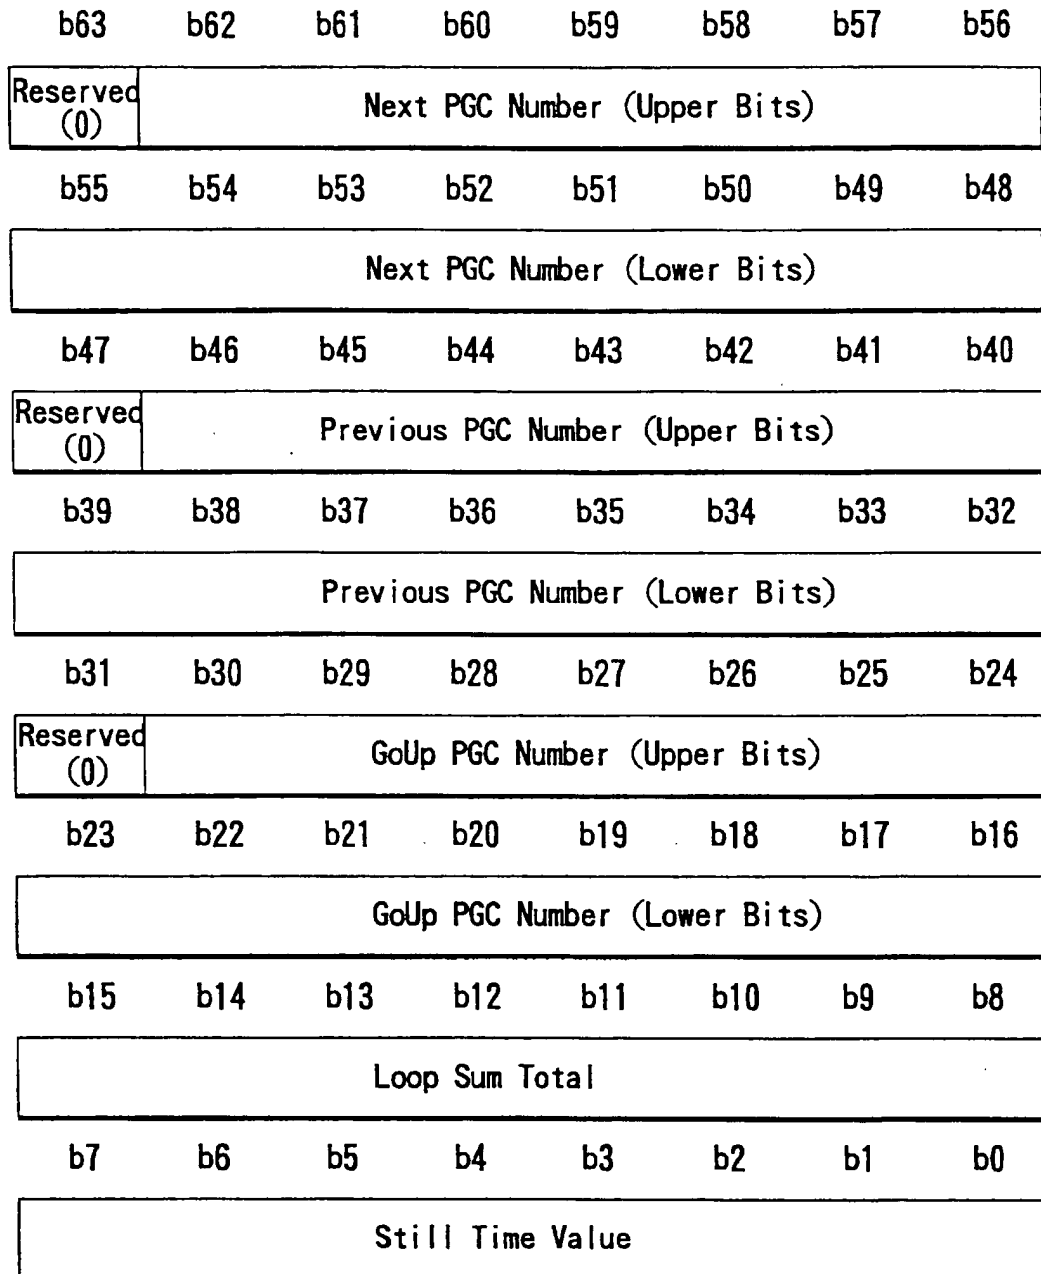 b63 b62 b61 b60 b59 b58 b57 b56
Reserved Next PGC Number (Upper Bits)
(0)
b55 b54 b53 b52 b51 b50 b49 b48
Next PGC Number (Lower Bits)
b47 b46 b45 b44 b43 b42 b41 b40
Reserved Previous PGC Number (Upper Bits)
(0)
b39 b38 b37 b36 b35 b34 b33 b32
Previous PGC Number (Lower Bits)
b31 b30 b29 b28 b27 b26 b25 b24
Reserved GoUp PGC Number (Upper Bits)
(0)
b23 b22 b21 b20 b19 b18 b17 b16
GoUp PGC Number (Lower Bits)
b15 b14 b13 b12 b11 b10 b9 b8
Loop Sum Total
b7 b6 b5 b4 b3 b2 b1 b0
Still Time Value